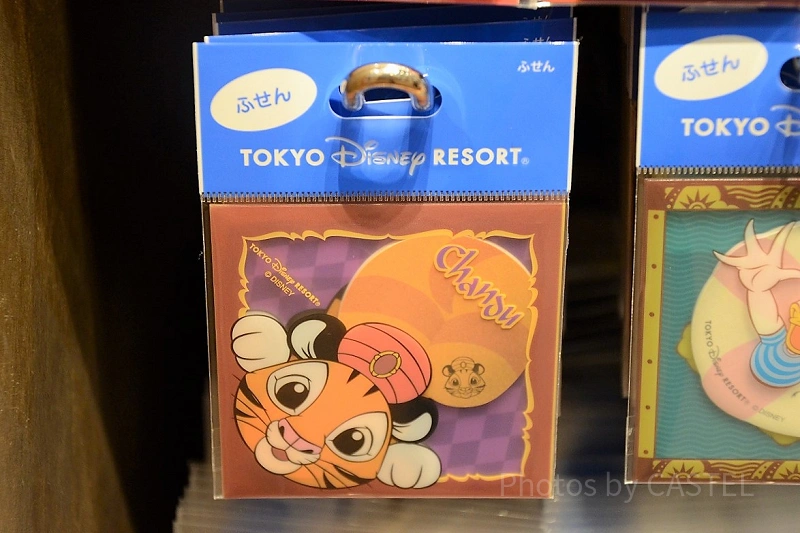 ふせん
ふせん
TOKYO Disney RESORT®
TOKYO Disney RESORT®
© DISNEY
Chandu
ふせん
TOKYO D
TOKYO Disney RESORT®
© DISNEY
Photos by CASTEL